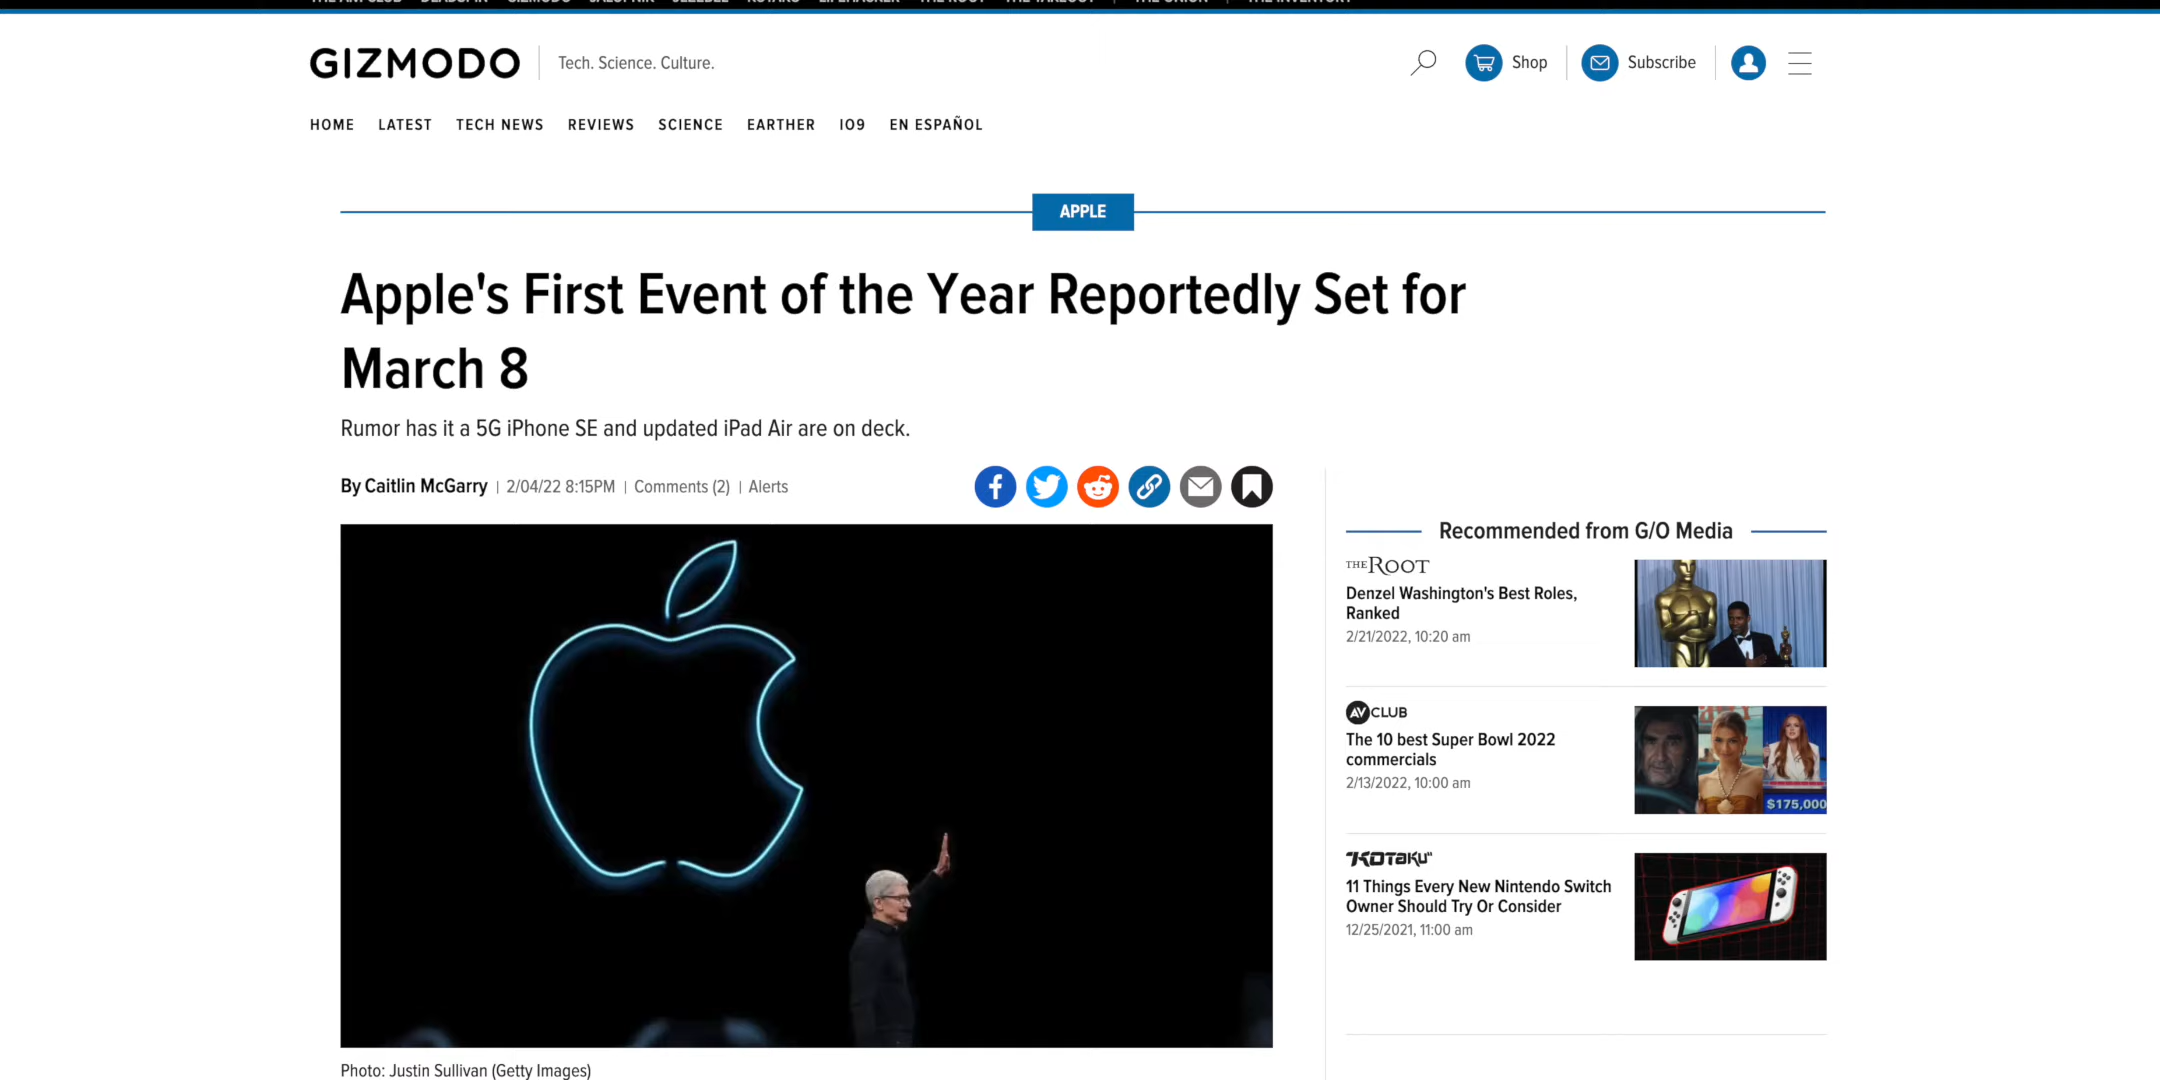 GIZMODO
Tech. Science. Culture.
Shop
Subscribe
HOME LATEST TECH NEWS REVIEWS SCIENCE EARTHER IO9 EN ESPAÑOL
APPLE
Apple's First Event of the Year Reportedly Set for
March 8
Rumor has it a 5G iPhone SE and updated iPad Air are on deck.
By Caitlin McGarry | 2/04/22 8:15PM | Comments (2) | Alerts
Photo: Justin Sullivan (Getty Images)
Recommended from G/O Media
THE ROOT
Denzel Washington's Best Roles,
Ranked
2/21/2022, 10:20 am
AV CLUB
The 10 best Super Bowl 2022
commercials
2/13/2022, 10:00 am
$175,000
KOTAKU
11 Things Every New Nintendo Switch
Owner Should Try Or Consider
12/25/2021, 11:00 am